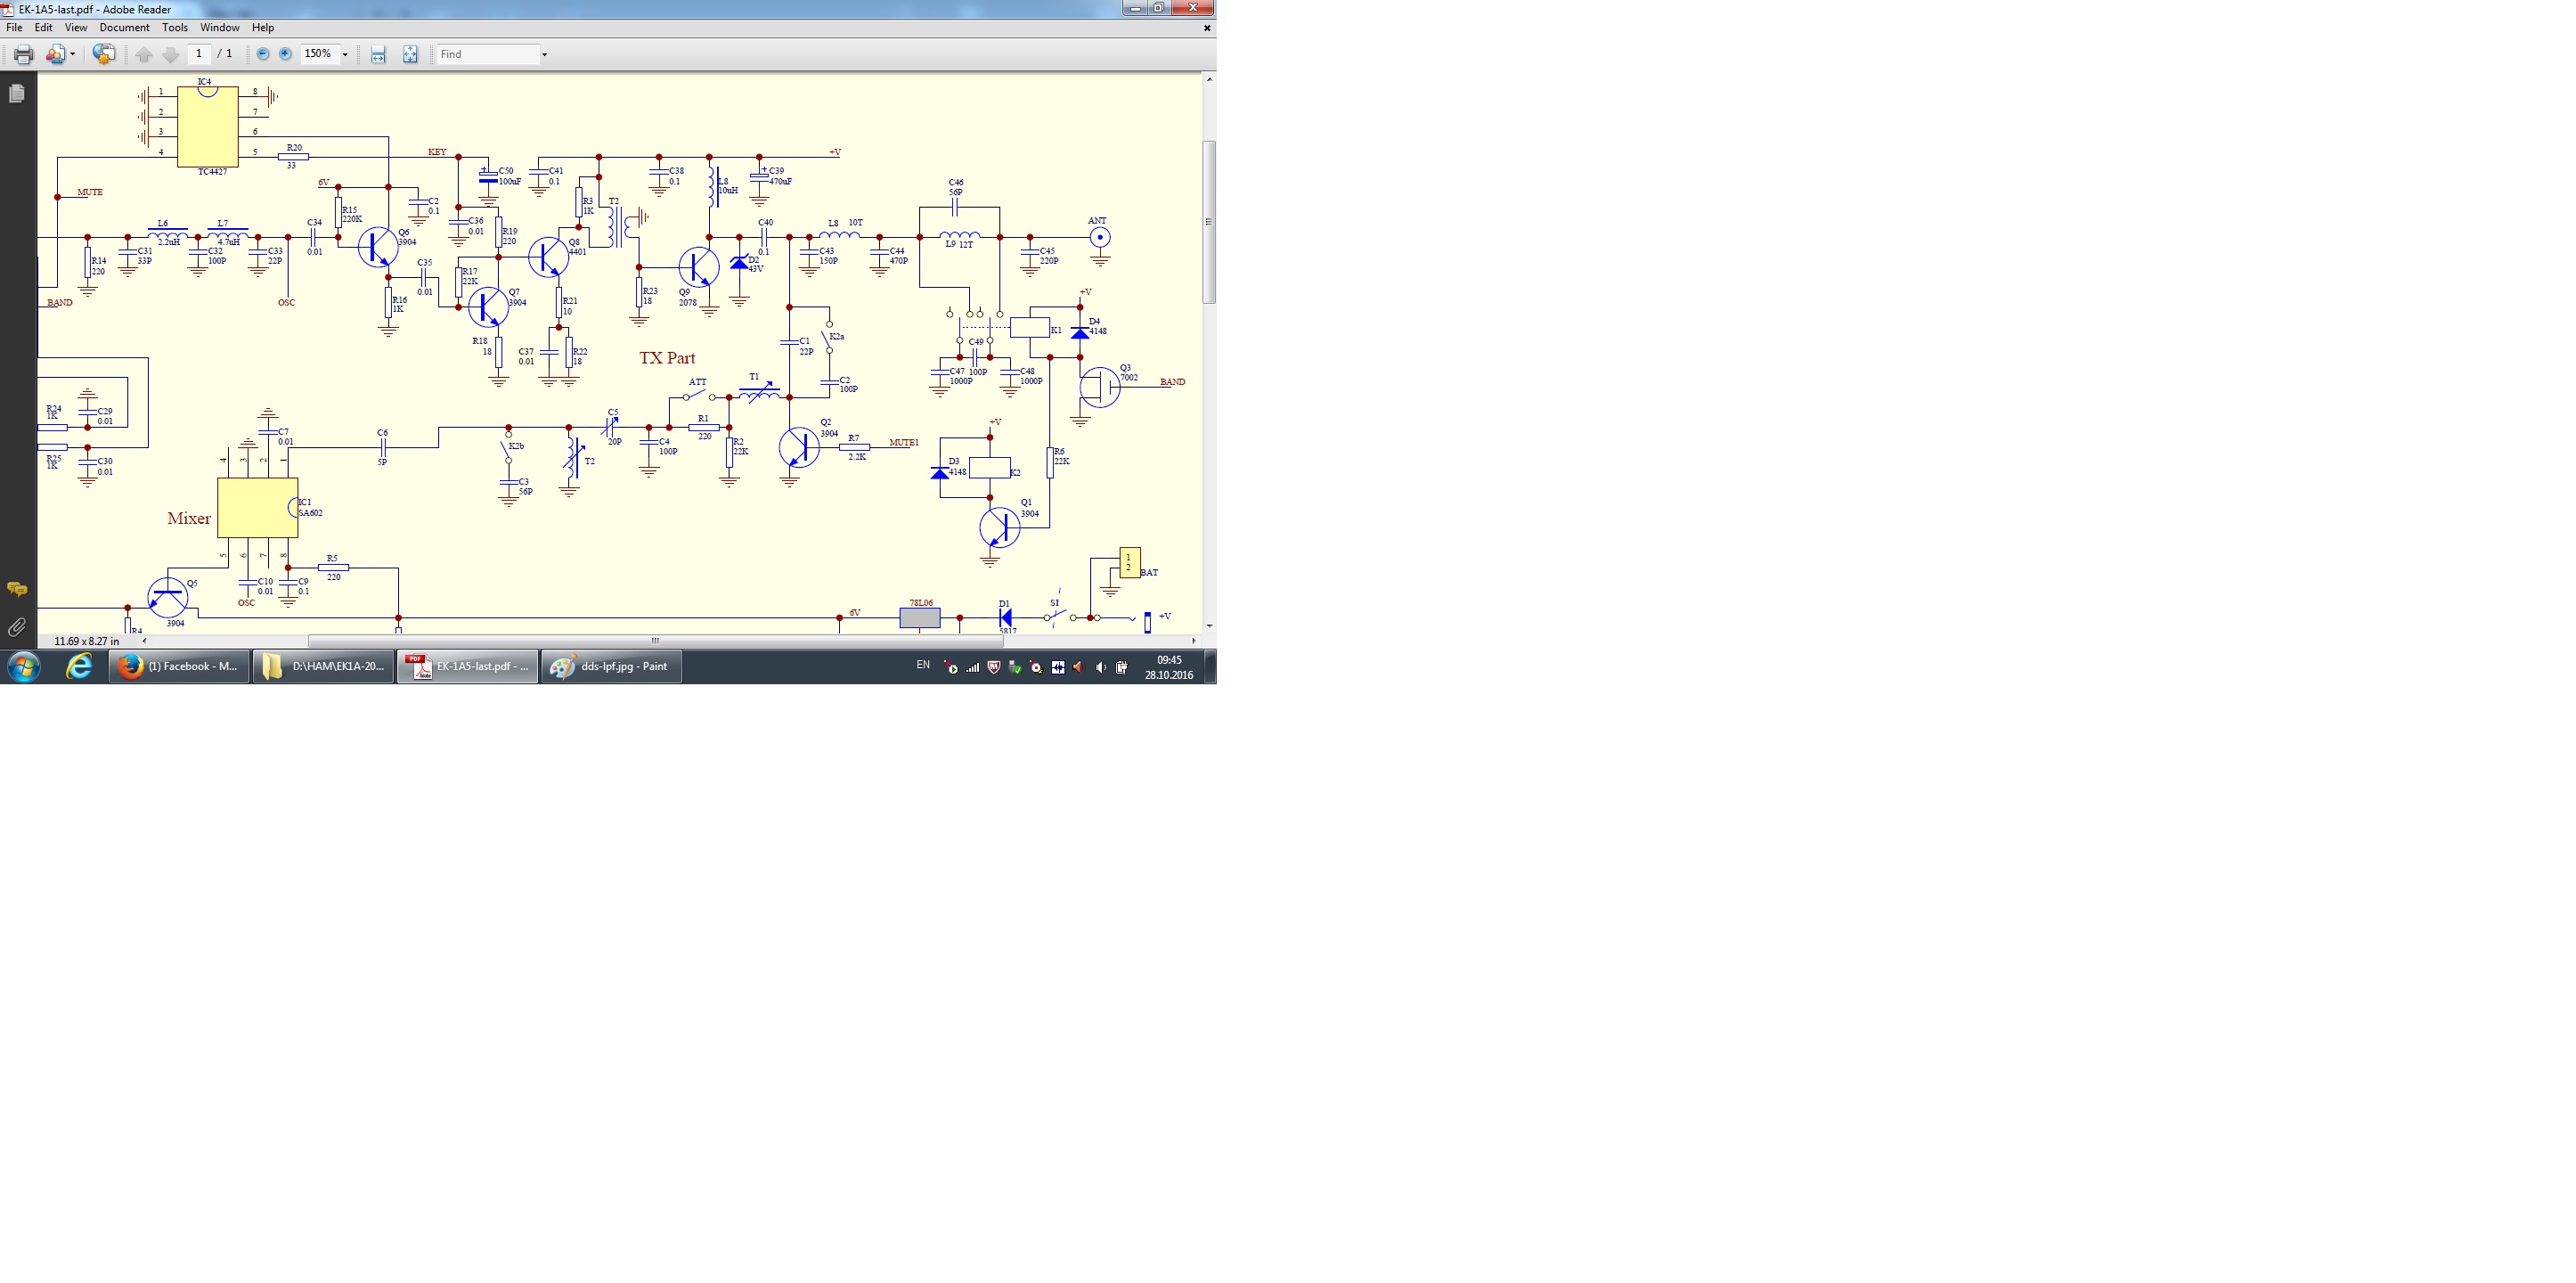 EK-1A5-last.pdf - Adobe Reader
File Edit View Document Tools Window Help
1 / 1 150% Find
IC4
1 8
2 7
3 6
4 5
TC4427
R20
33
KEY
MUTE
6V
C50
100uF
C41
0.1
C38
0.1
L8
10uH
C39
470uF
+V
R3
1K
T2
C46
56P
L6
2.2uH
L7
4.7uH
C34
0.01
R15
220K
C2
0.1
C36
0.01
R19
220
Q6
3904
Q8
4401
R14
220
C31
33P
C32
100P
C33
22P
OSC
BAND
C35
0.01
R16
1K
R17
22K
Q7
3904
R18
18
R21
10
C37
0.01
R22
18
R23
18
Q9
2078
D2
43V
C40
0.1
C43
150P
L8 10T
C44
470P
L9 12T
C45
220P
ANT
TX Part
C1
22P
K2a
C2
100P
+V
K1
D4
4148
C47
1000P
C49
100P
C48
1000P
Q3
7002
BAND
R24
1K
C29
0.01
R25
1K
C30
0.01
C7
0.01
C6
5P
K2b
C3
56P
T2
C5
20P
C4
100P
ATT
R1
220
T1
R2
22K
Q2
3904
R7
2.2K
MUTE1
+V
D3
4148
K2
R6
22K
Q1
3904
4 3 2 1
Mixer
IC1
SA602
5 6 7 8
R5
220
Q5
3904
C10
0.01
OSC
C9
0.1
R4
6V
78L06
D1
5817
S1
1
2
BAT
+V
11.69 x 8.27 in
(1) Facebook - M... D:\HAM\EK1A-20... EK-1A5-last.pdf - ... dds-lpf.jpg - Paint EN 09:45
28.10.2016